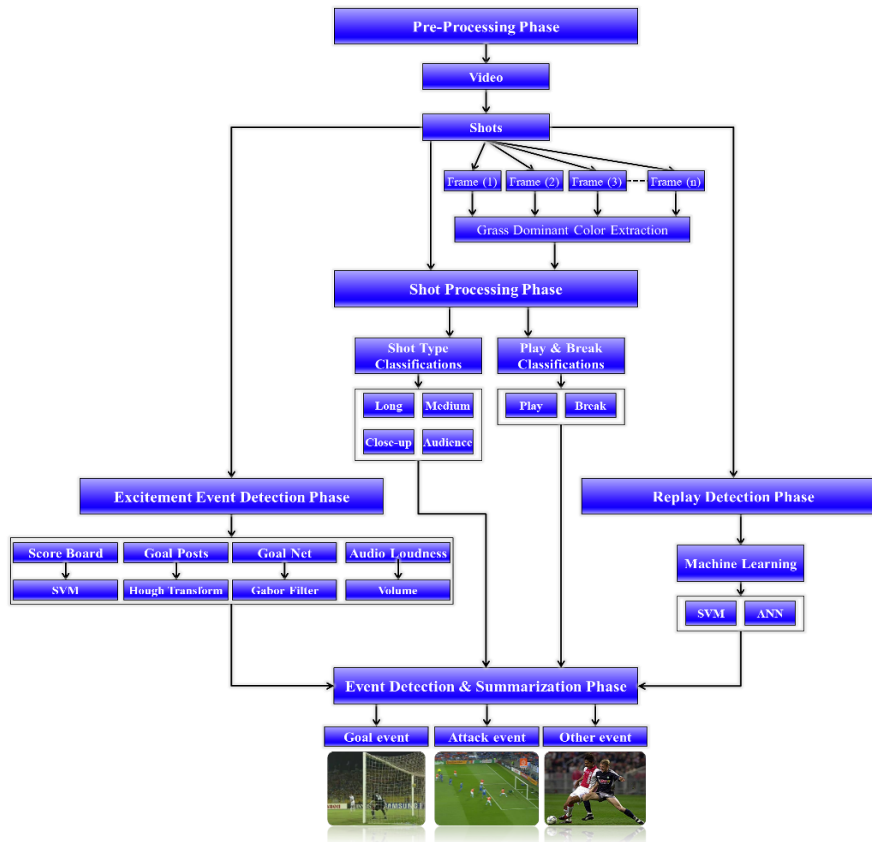 Pre-Processing Phase
Video
Shots
Frame (1)
Frame (2)
Frame (3)
Frame (n)
Grass Dominant Color Extraction
Shot Processing Phase
Shot Type
Classifications
Play & Break
Classifications
Long
Medium
Close-up
Audience
Play
Break
Excitement Event Detection Phase
Replay Detection Phase
Score Board
Goal Posts
Goal Net
Audio Loudness
SVM
Hough Transform
Gabor Filter
Volume
Machine Learning
SVM
ANN
Event Detection & Summarization Phase
Goal event
Attack event
Other event